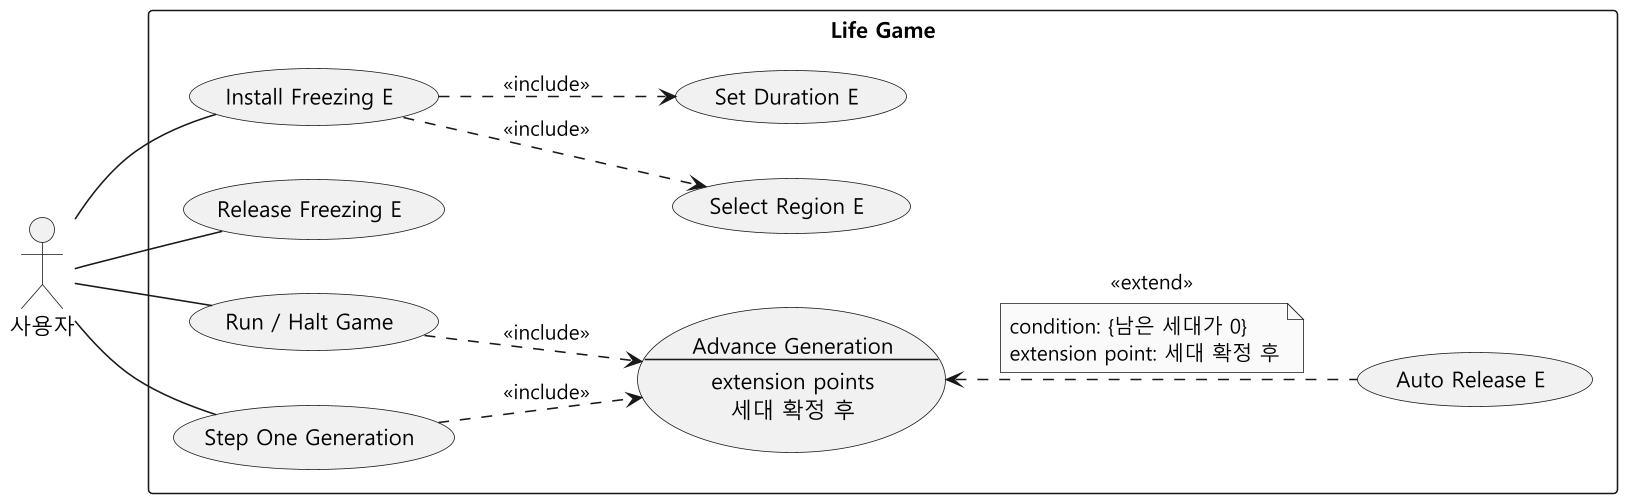 Life Game
Install Freezing E
«include»
Set Duration E
«include»
Release Freezing E
Select Region E
사용자
Run / Halt Game
«include»
Advance Generation
extension points
세대 확정 후
«extend»
condition: {남은 세대가 0}
extension point: 세대 확정 후
Auto Release E
«include»
Step One Generation